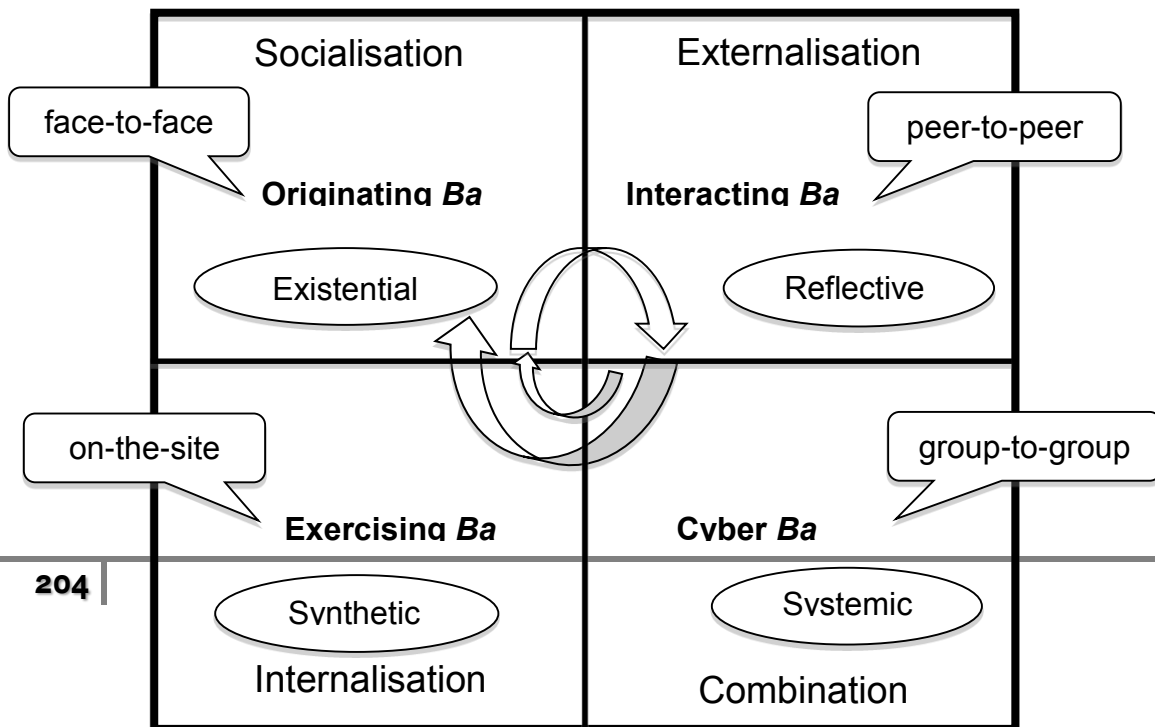 Socialisation
Externalisation
face-to-face
peer-to-peer
Originating Ba
Interacting Ba
Existential
Reflective
on-the-site
group-to-group
Exercising Ba
Cyber Ba
204
Synthetic
Systemic
Internalisation
Combination